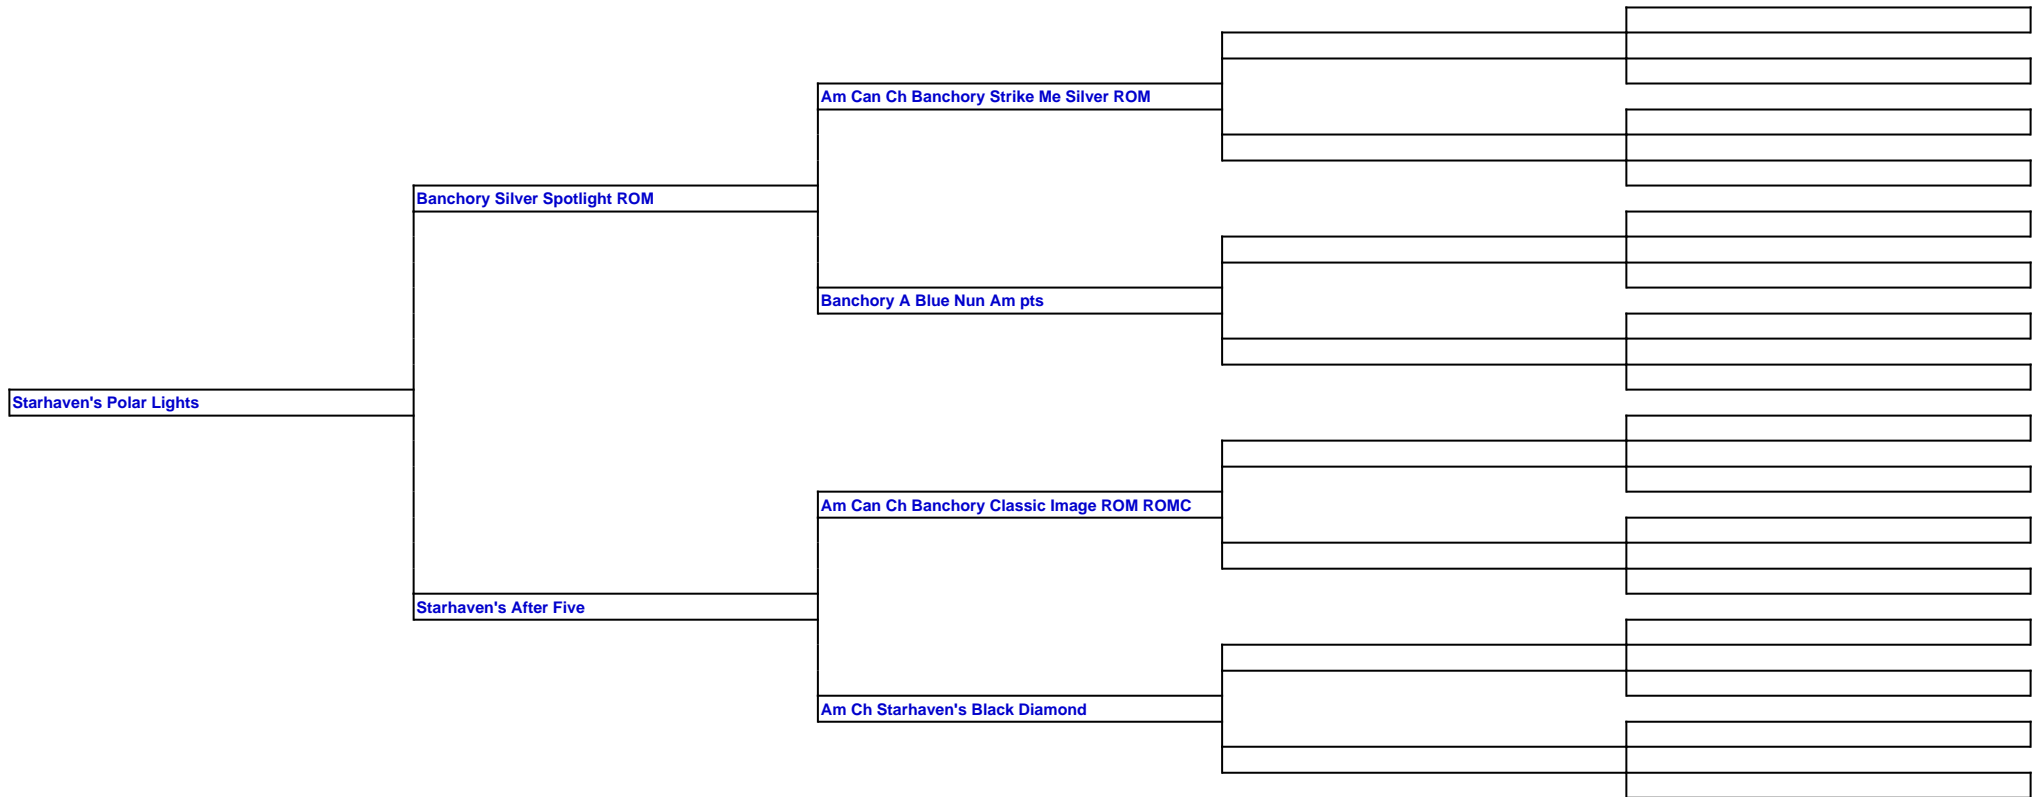 Am Can Ch Banchory Strike Me Silver ROM
Banchory Silver Spotlight ROM
Banchory A Blue Nun Am pts
Starhaven's Polar Lights
Am Can Ch Banchory Classic Image ROM ROMC
Starhaven's After Five
Am Ch Starhaven's Black Diamond